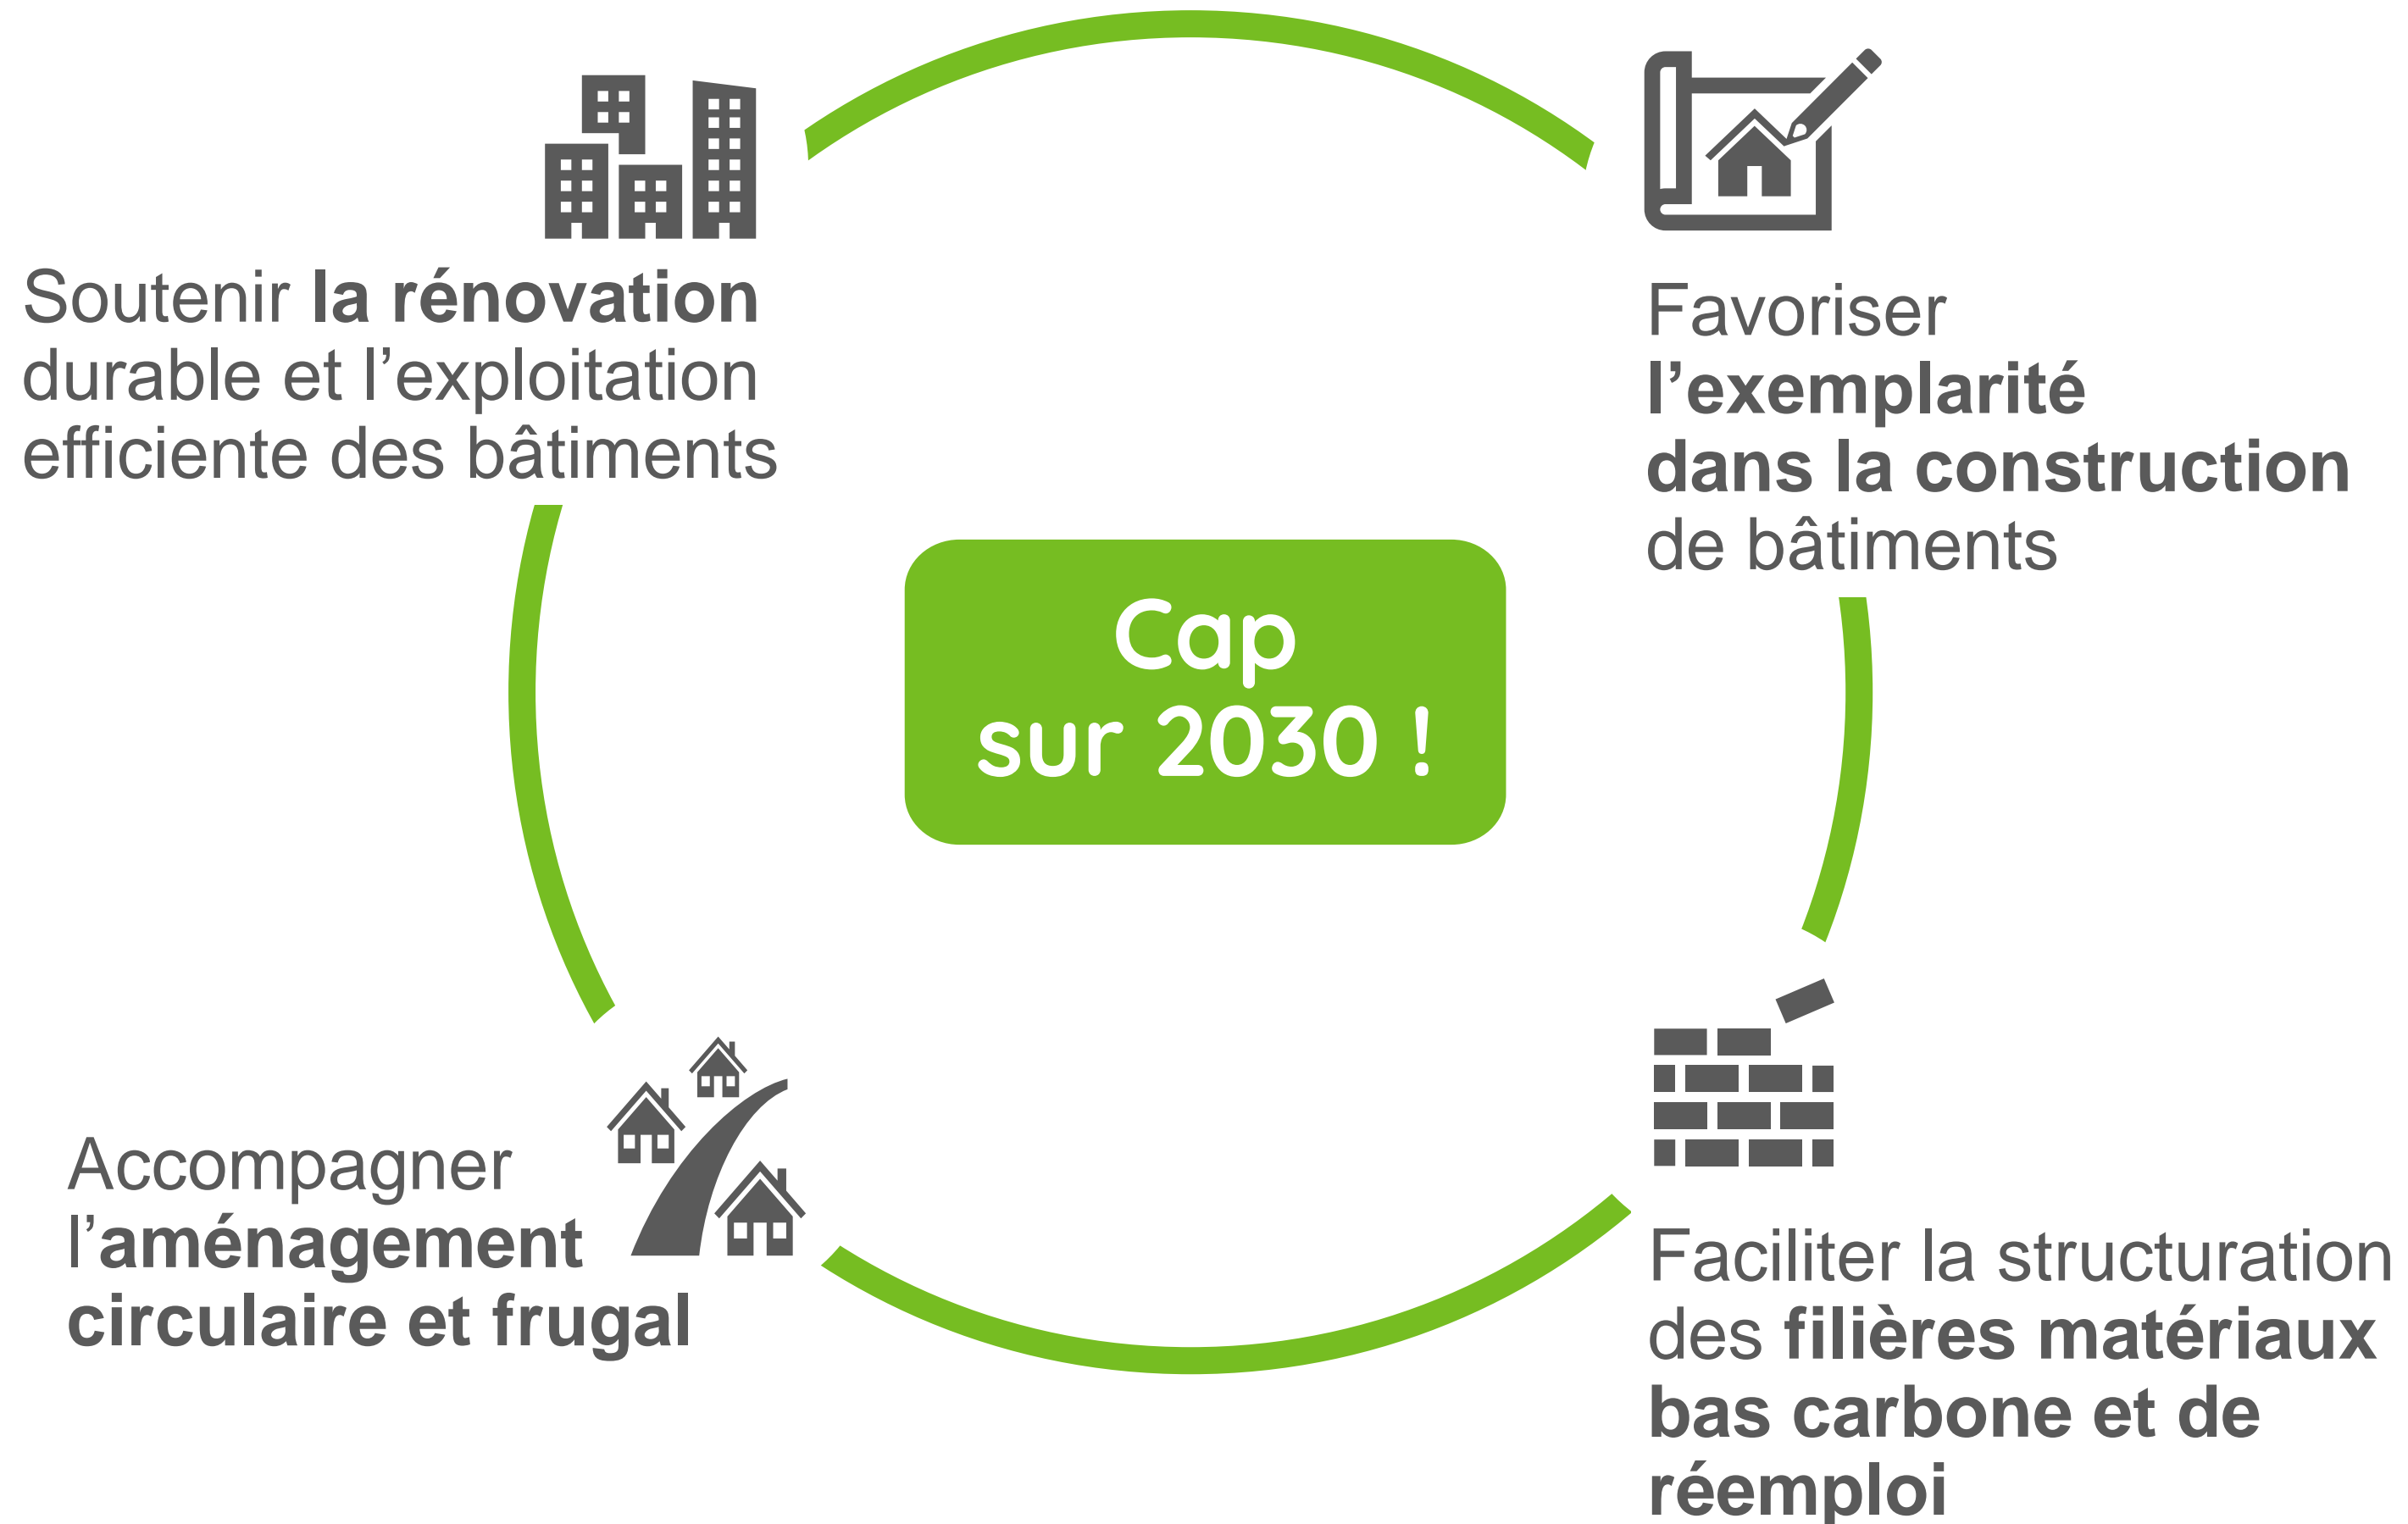 Soutenir la rénovation
durable et l'exploitation
efficiente des bâtiments
Favoriser
l'exemplarité
dans la construction
de bâtiments
Cap
sur 2030 !
Accompagner
l'aménagement
circulaire et frugal
Faciliter la structuration
des filières matériaux
bas carbone et de
réemploi